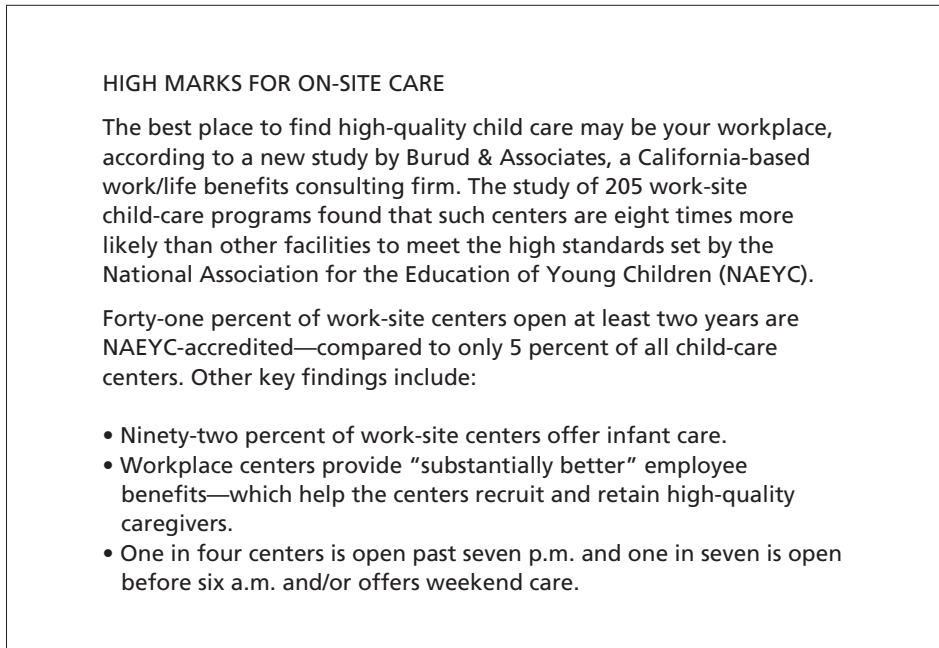 HIGH MARKS FOR ON-SITE CARE
The best place to find high-quality child care may be your workplace,
according to a new study by Burud & Associates, a California-based
work/life benefits consulting firm. The study of 205 work-site
child-care programs found that such centers are eight times more
likely than other facilities to meet the high standards set by the
National Association for the Education of Young Children (NAEYC).
Forty-one percent of work-site centers open at least two years are
NAEYC-accredited—compared to only 5 percent of all child-care
centers. Other key findings include:
• Ninety-two percent of work-site centers offer infant care.
• Workplace centers provide “substantially better” employee
benefits—which help the centers recruit and retain high-quality
caregivers.
• One in four centers is open past seven p.m. and one in seven is open
before six a.m. and/or offers weekend care.